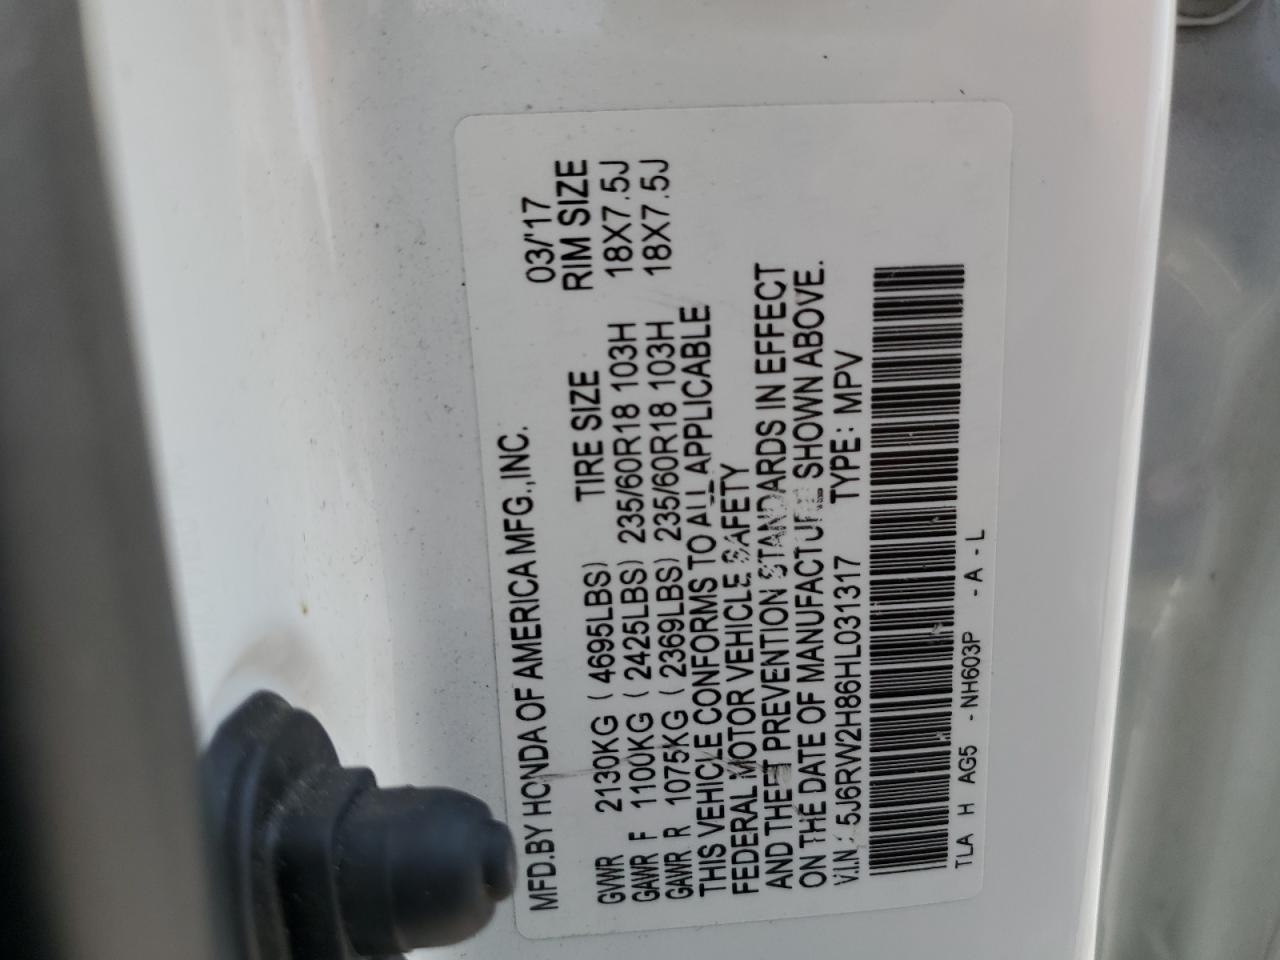 MFD.BY HONDA OF AMERICA MFG.,INC. 03/'17
TIRE SIZE RIM SIZE
GVWR 2130KG ( 4695LBS)
GAWR F 1100KG ( 2425LBS) 235/60R18 103H 18X7.5J
GAWR R 1075KG ( 2369LBS) 235/60R18 103H 18X7.5J
THIS VEHICLE CONFORMS TO ALL APPLICABLE
FEDERAL MOTOR VEHICLE SAFETY
AND THEFT PREVENTION STANDARDS IN EFFECT
ON THE DATE OF MANUFACTURE SHOWN ABOVE.
V.I.N.: 5J6RW2H86HL031317 TYPE: MPV
TLA H AG5 -NH603P -A-L